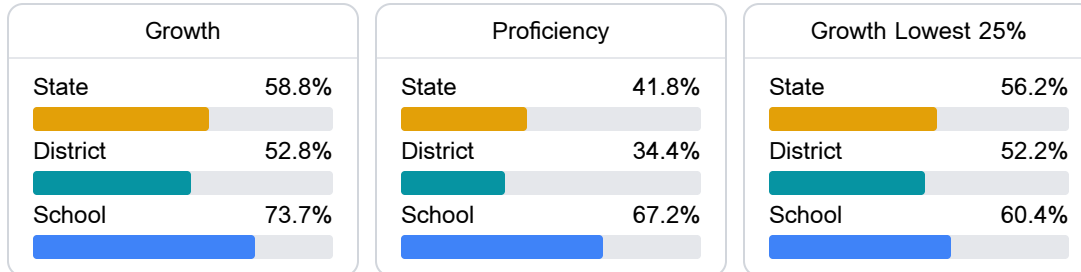 Growth
State 58.8%
District 52.8%
School 73.7%
Proficiency
State 41.8%
District 34.4%
School 67.2%
Growth Lowest 25%
State 56.2%
District 52.2%
School 60.4%